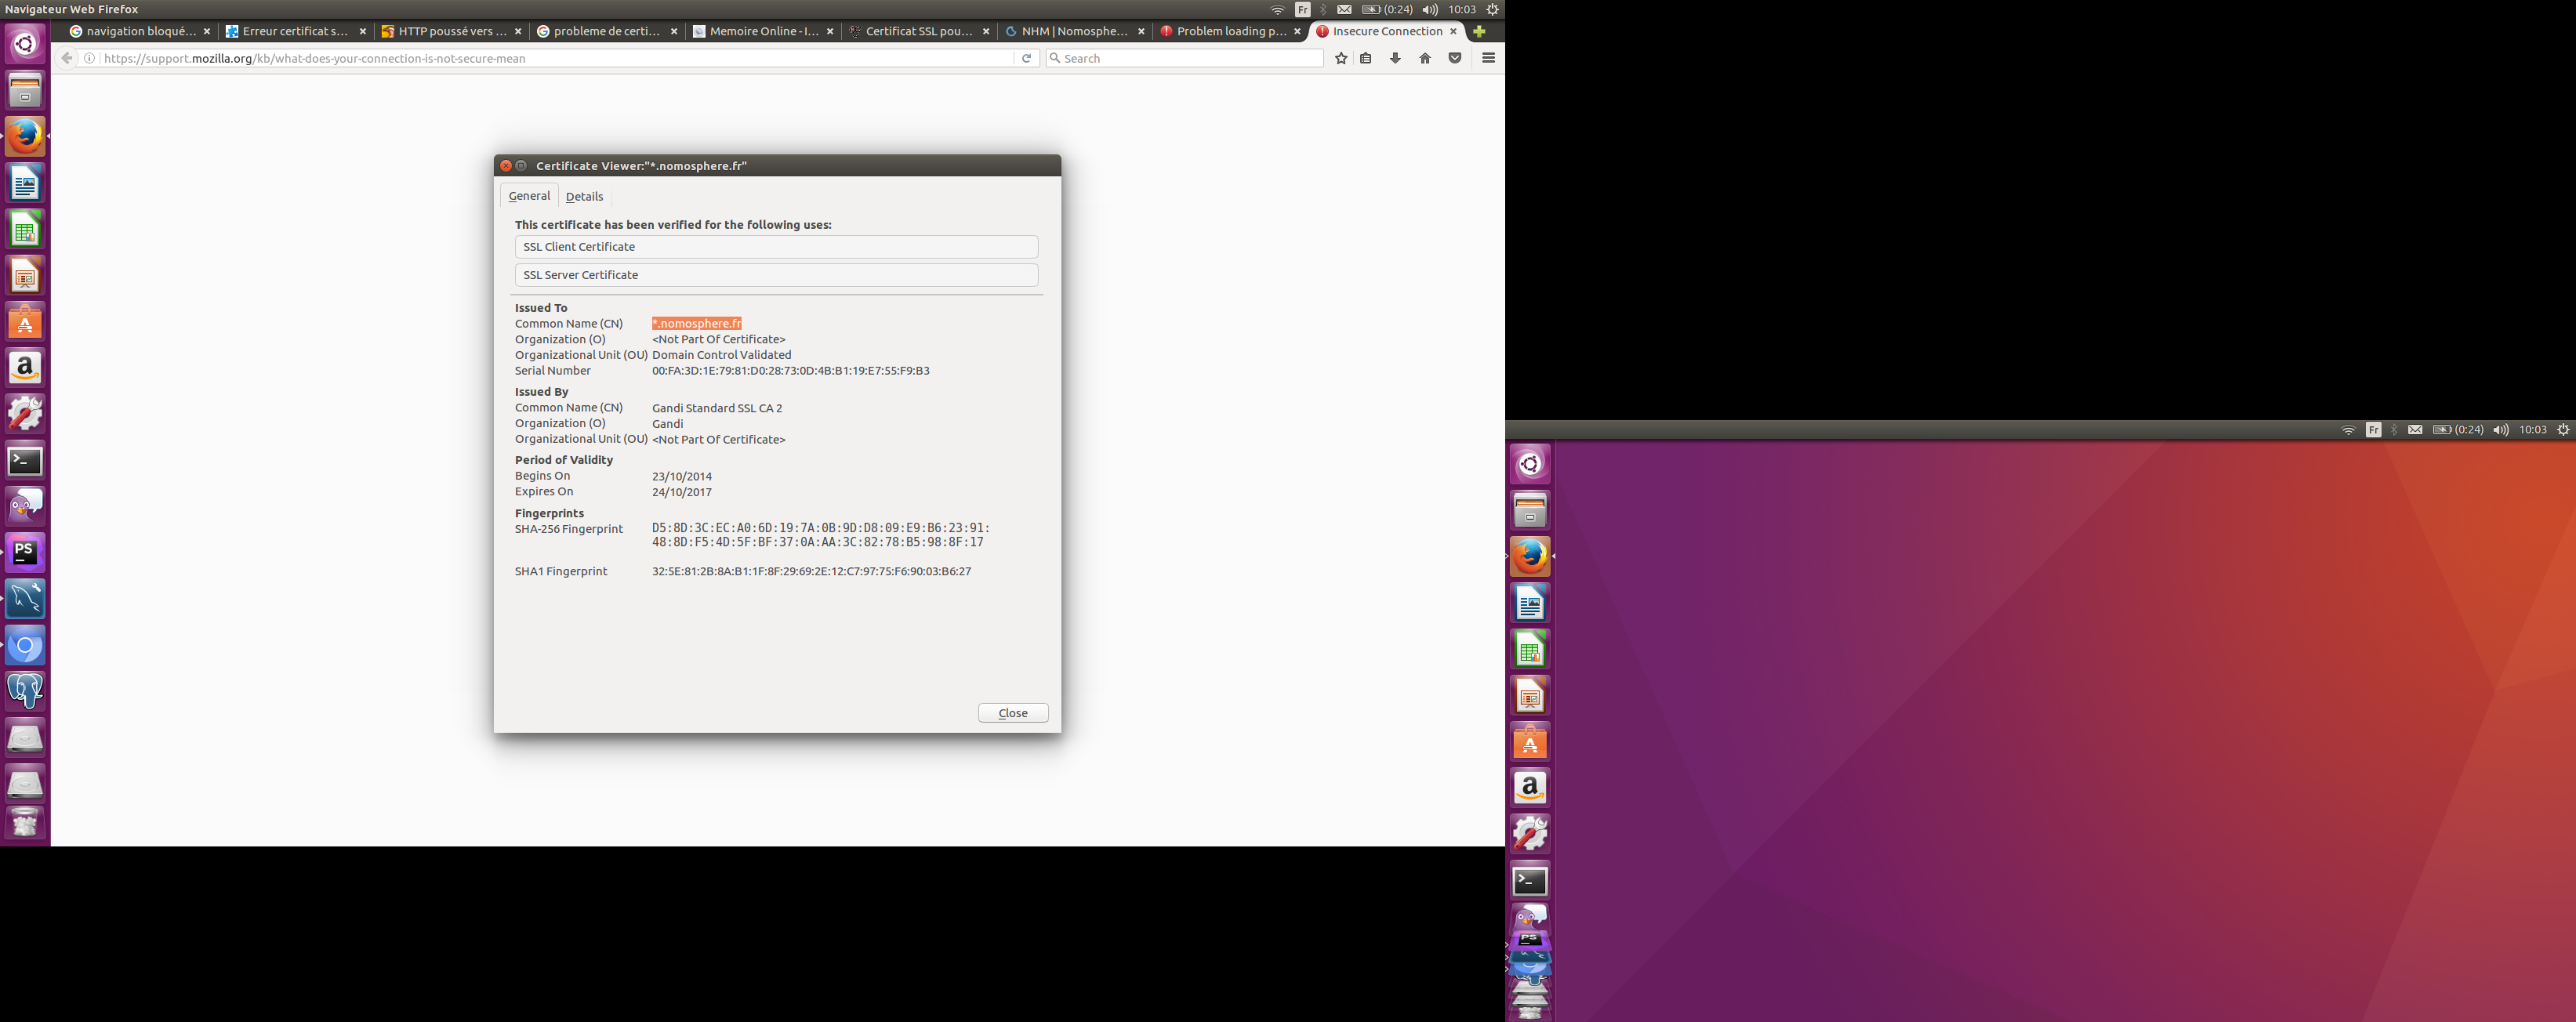 Navigateur Web Firefox
Fr
(0:24)
10:03
navigation bloqué...
Erreur certificat s...
HTTP poussé vers ...
probleme de certi...
Memoire Online - I...
Certificat SSL pou...
NHM | Nomosphe...
Problem loading p...
Insecure Connection
https://support.mozilla.org/kb/what-does-your-connection-is-not-secure-mean
Search
Certificate Viewer:"*.nomosphere.fr"
General
Details
This certificate has been verified for the following uses:
SSL Client Certificate
SSL Server Certificate
Issued To
Common Name (CN) *.nomosphere.fr
Organization (O) <Not Part Of Certificate>
Organizational Unit (OU) Domain Control Validated
Serial Number 00:FA:3D:1E:79:81:D0:28:73:0D:4B:B1:19:E7:55:F9:B3
Issued By
Common Name (CN) Gandi Standard SSL CA 2
Organization (O) Gandi
Organizational Unit (OU) <Not Part Of Certificate>
Period of Validity
Begins On 23/10/2014
Expires On 24/10/2017
Fingerprints
SHA-256 Fingerprint D5:8D:3C:EC:A0:6D:19:7A:0B:9D:D8:09:E9:B6:23:91:
48:8D:F5:4D:5F:BF:37:0A:AA:3C:82:78:B5:98:8F:17
SHA1 Fingerprint 32:5E:81:2B:8A:B1:1F:8F:29:69:2E:12:C7:97:75:F6:90:03:B6:27
Close
PS
Fr
(0:24)
10:03
PS